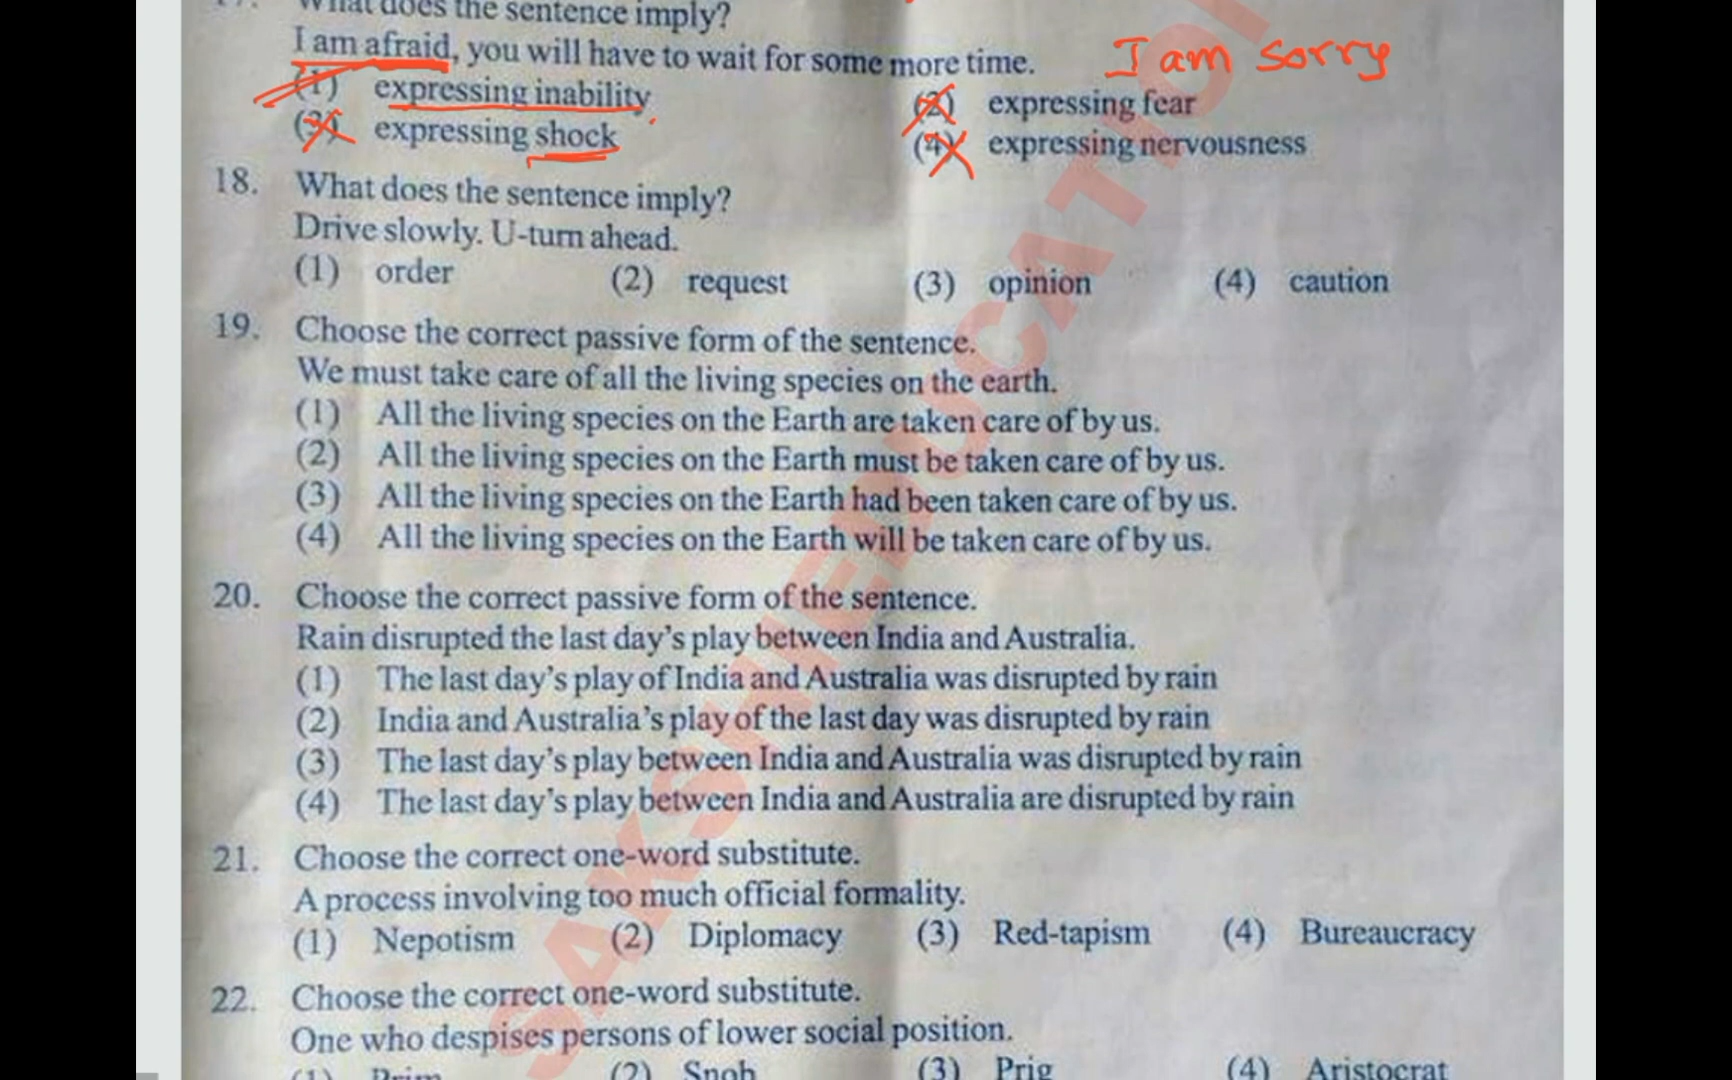 What does the sentence imply?
I am afraid, you will have to wait for some more time. I am sorry
(1) expressing inability (2) expressing fear
(3) expressing shock (4) expressing nervousness
18. What does the sentence imply?
Drive slowly. U-turn ahead.
(1) order (2) request (3) opinion (4) caution
19. Choose the correct passive form of the sentence.
We must take care of all the living species on the earth.
(1) All the living species on the Earth are taken care of by us.
(2) All the living species on the Earth must be taken care of by us.
(3) All the living species on the Earth had been taken care of by us.
(4) All the living species on the Earth will be taken care of by us.
20. Choose the correct passive form of the sentence.
Rain disrupted the last day's play between India and Australia.
(1) The last day's play of India and Australia was disrupted by rain
(2) India and Australia's play of the last day was disrupted by rain
(3) The last day's play between India and Australia was disrupted by rain
(4) The last day's play between India and Australia are disrupted by rain
21. Choose the correct one-word substitute.
A process involving too much official formality.
(1) Nepotism (2) Diplomacy (3) Red-tapism (4) Bureaucracy
22. Choose the correct one-word substitute.
One who despises persons of lower social position.
(1) Prim (2) Snob (3) Prig (4) Aristocrat
SAKSHI EDUCATION